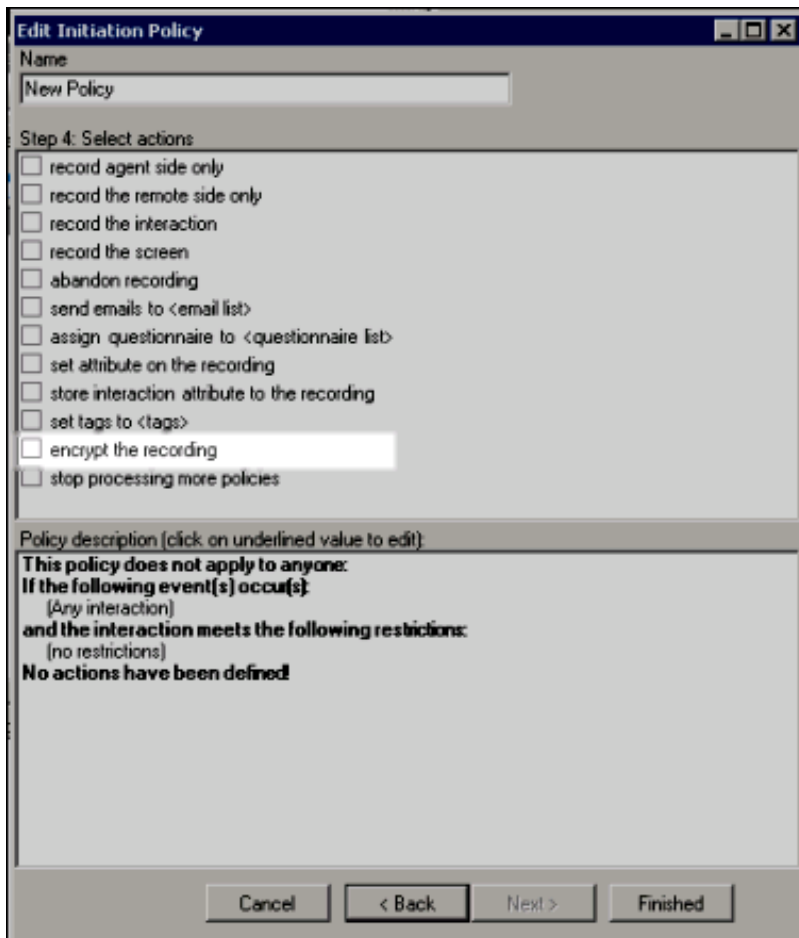 Edit Initiation Policy
Name
New Policy
Step 4: Select actions
record agent side only
record the remote side only
record the interaction
record the screen
abandon recording
send emails to <email list>
assign questionnaire to <questionnaire list>
set attribute on the recording
store interaction attribute to the recording
set tags to <tags>
encrypt the recording
stop processing more policies
Policy description (click on underlined value to edit):
This policy does not apply to anyone:
If the following event(s) occur(s):
(Any interaction)
and the interaction meets the following restrictions:
(no restrictions)
No actions have been defined!
Cancel < Back Next > Finished